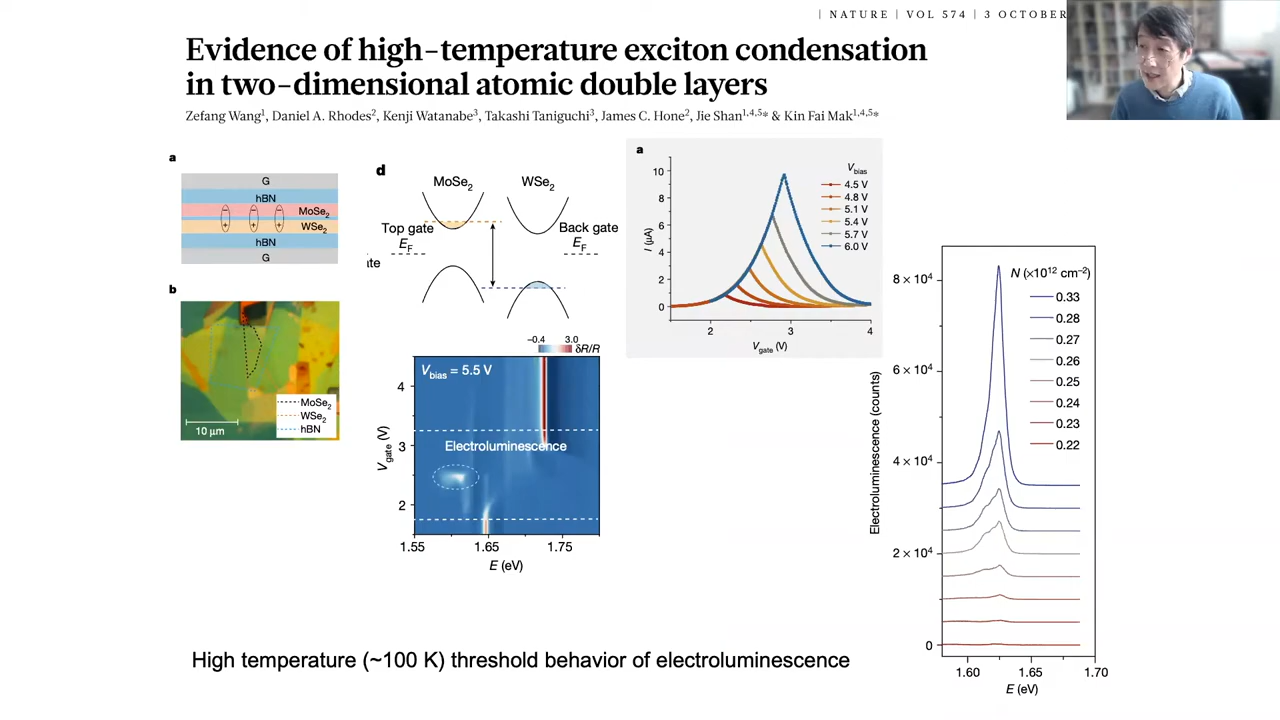 | NATURE | VOL 574 | 3 OCTOBER
Evidence of high-temperature exciton condensation
in two-dimensional atomic double layers
Zefang Wang¹, Daniel A. Rhodes², Kenji Watanabe³, Takashi Taniguchi³, James C. Hone², Jie Shan¹,⁴,⁵* & Kin Fai Mak¹,⁴,⁵*
a
G
hBN
MoSe₂
WSe₂
hBN
G
b
MoSe₂
WSe₂
hBN
10 μm
d
MoSe₂ WSe₂
Top gate
E_F
Back gate
E_F
ate
−0.4 3.0 δR/R
V_bias = 5.5 V
Electroluminescence
V_gate (V)
4
3
2
1.55 1.65 1.75
E (eV)
a
V_bias
4.5 V
4.8 V
5.1 V
5.4 V
5.7 V
6.0 V
I (μA)
10
8
6
4
2
0
2 3 4
V_gate (V)
N (×10¹² cm⁻²)
0.33
0.28
0.27
0.26
0.25
0.24
0.23
0.22
Electroluminescence (counts)
8 × 10⁴
6 × 10⁴
4 × 10⁴
2 × 10⁴
0
1.60 1.65 1.70
E (eV)
High temperature (~100 K) threshold behavior of electroluminescence